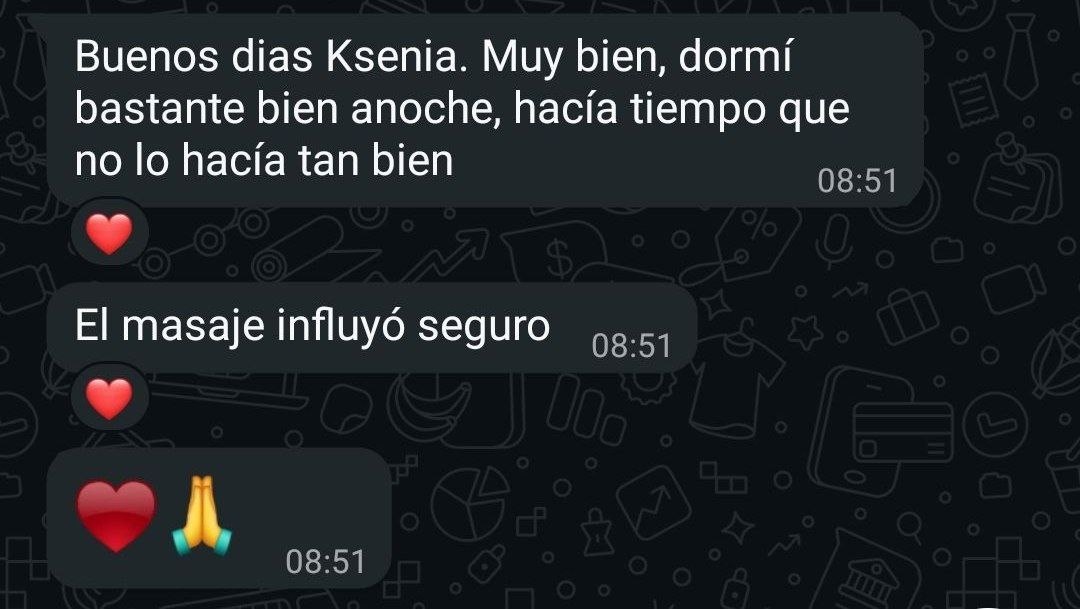 Buenos dias Ksenia. Muy bien, dormí
bastante bien anoche, hacía tiempo que
no lo hacía tan bien
08:51
El masaje influyó seguro
08:51
08:51